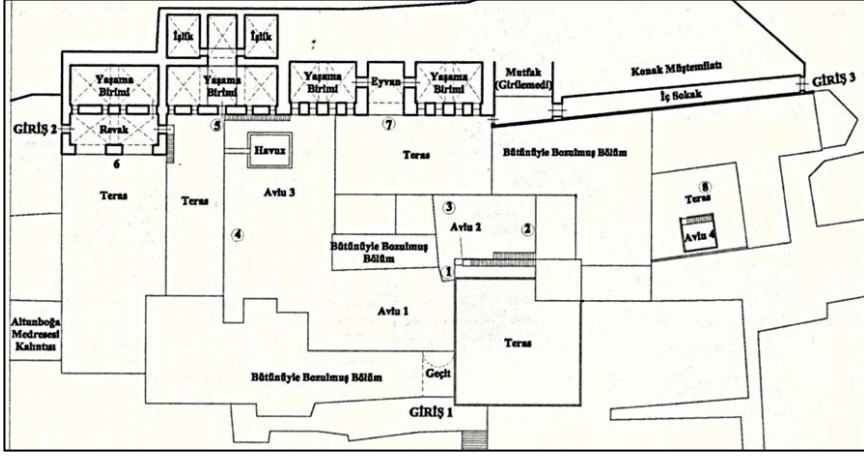 İşlik
İşlik
Yaşama
Birimi
Yaşama
Birimi
Yaşama
Birimi
Eyvan
Yaşama
Birimi
Mutfak
(Girilemedi)
Konak Müştemilatı
GİRİŞ 3
İç Sokak
GİRİŞ 2
Revak
5
7
6
Havuz
Teras
Bütünüyle Bozulmuş Bölüm
Teras
Teras
Avlu 3
8
Teras
3
Avlu 2
2
4
Avlu 4
Bütünüyle Bozulmuş
Bölüm
1
Avlu 1
Altunboğa
Medresesi
Kalıntısı
Teras
Bütünüyle Bozulmuş Bölüm
Geçit
GİRİŞ 1